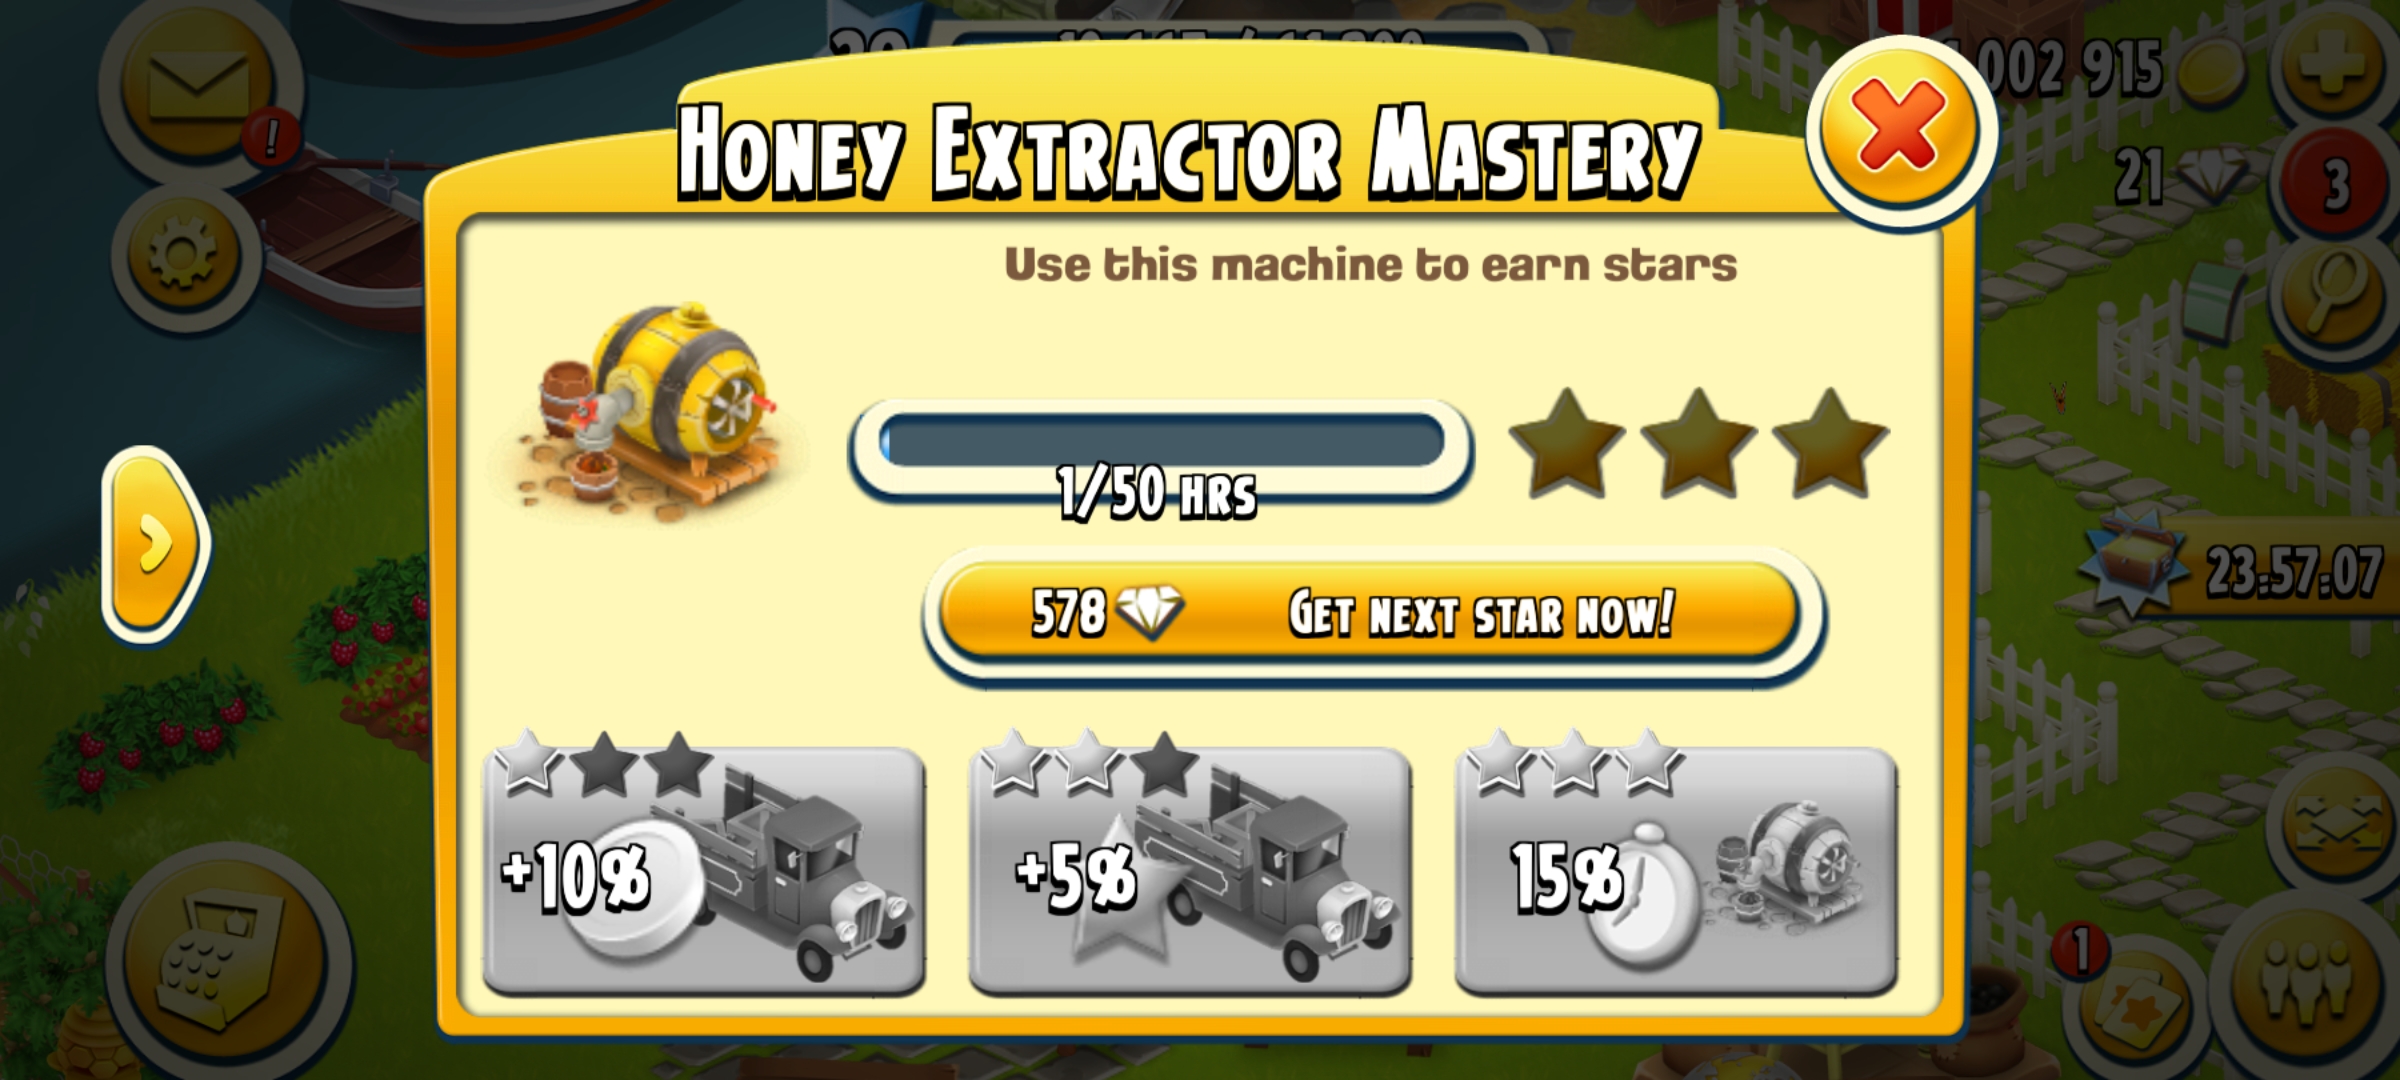 Honey Extractor Mastery
002 915
!
21
3
Use this machine to earn stars
1/50 hrs
23:57:07
578 Get next star now!
+10%
+5%
15%
1